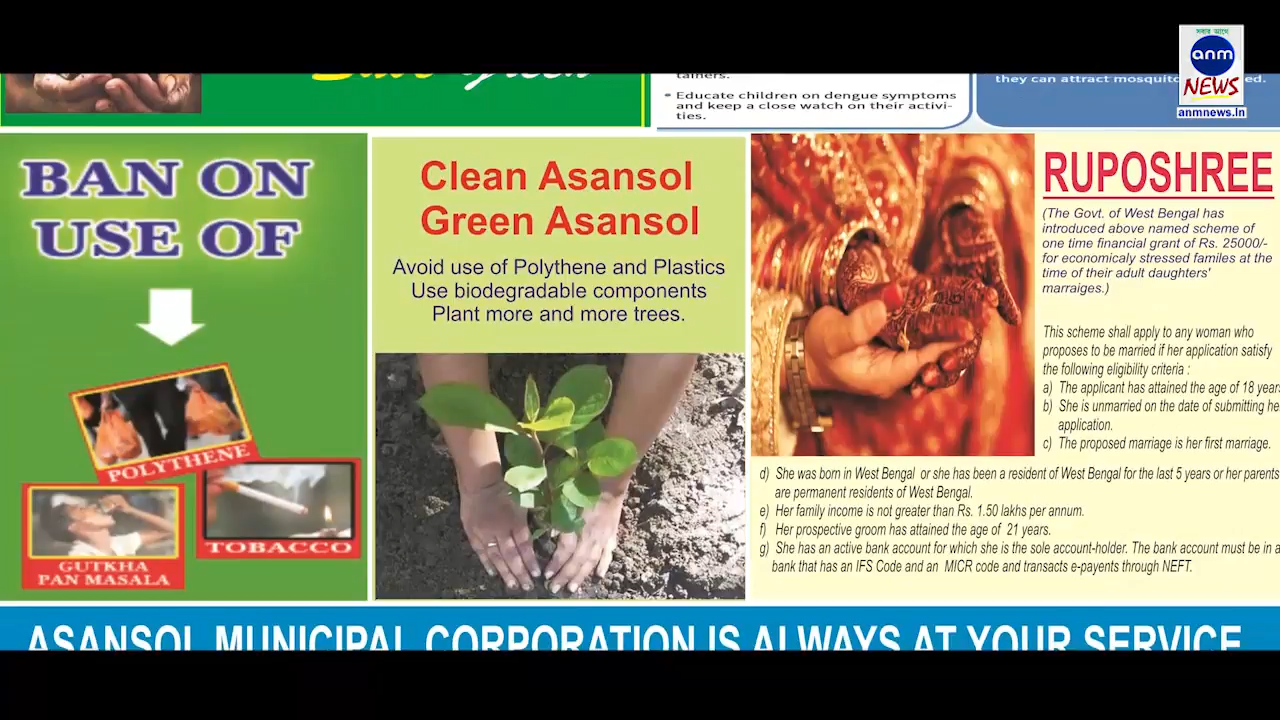 সবার আগে
anm
NEWS
anmnews.in
Green
tainers.
• Educate children on dengue symptoms
and keep a close watch on their activi-
ties.
they can attract
BAN ON
USE OF
POLYTHENE
TOBACCO
GUTKHA
PAN MASALA
Clean Asansol
Green Asansol
Avoid use of Polythene and Plastics
Use biodegradable components
Plant more and more trees.
RUPOSHREE
(The Govt. of West Bengal has
introduced above named scheme of
one time financial grant of Rs. 25000/-
for economicaly stressed familes at the
time of their adult daughters'
marraiges.)
This scheme shall apply to any woman who
proposes to be married if her application satisfy
the following eligibility criteria :
a) The applicant has attained the age of 18 year
b) She is unmarried on the date of submitting he
application.
c) The proposed marriage is her first marriage.
d) She was born in West Bengal or she has been a resident of West Bengal for the last 5 years or her parents
are permanent residents of West Bengal.
e) Her family income is not greater than Rs. 1.50 lakhs per annum.
f) Her prospective groom has attained the age of 21 years.
g) She has an active bank account for which she is the sole account-holder. The bank account must be in a
bank that has an IFS Code and an MICR code and transacts e-payents through NEFT.
ASANSOL MUNICIPAL CORPORATION IS ALWAYS AT YOUR SERVICE